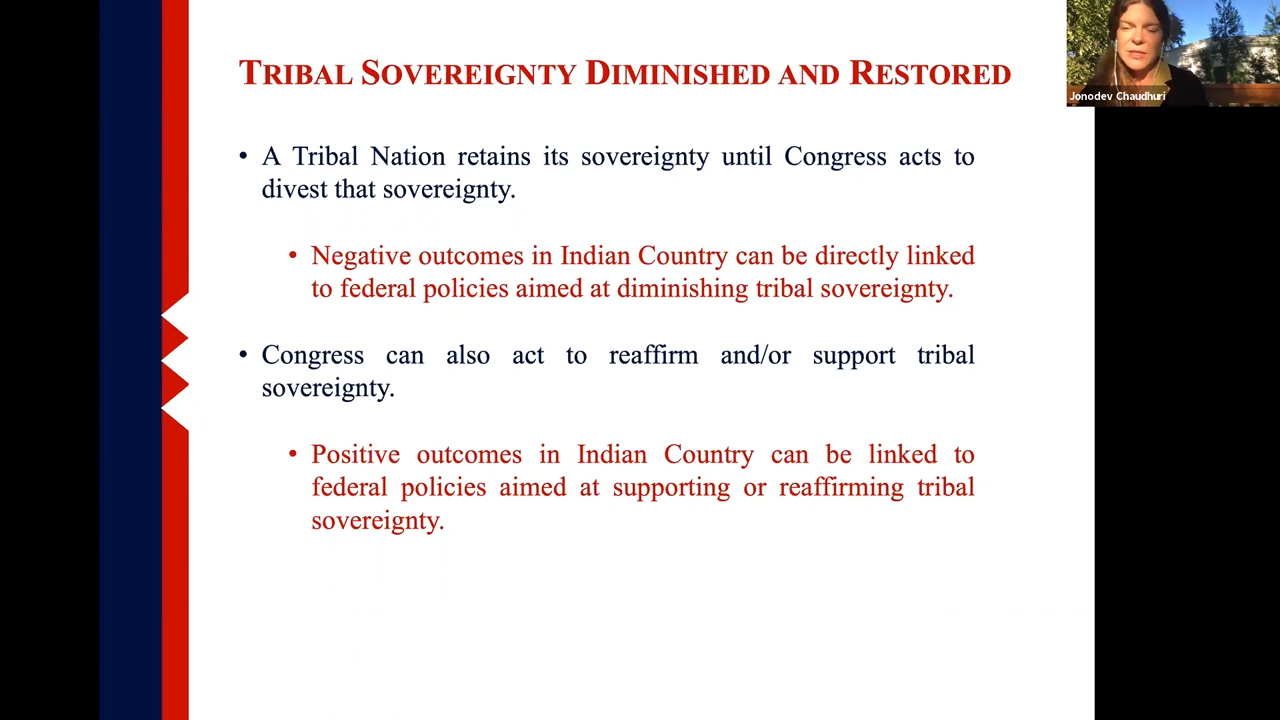 TRIBAL SOVEREIGNTY DIMINISHED AND RESTORED
Jonodev Chaudhuri
• A Tribal Nation retains its sovereignty until Congress acts to
divest that sovereignty.
• Negative outcomes in Indian Country can be directly linked
to federal policies aimed at diminishing tribal sovereignty.
• Congress can also act to reaffirm and/or support tribal
sovereignty.
• Positive outcomes in Indian Country can be linked to
federal policies aimed at supporting or reaffirming tribal
sovereignty.